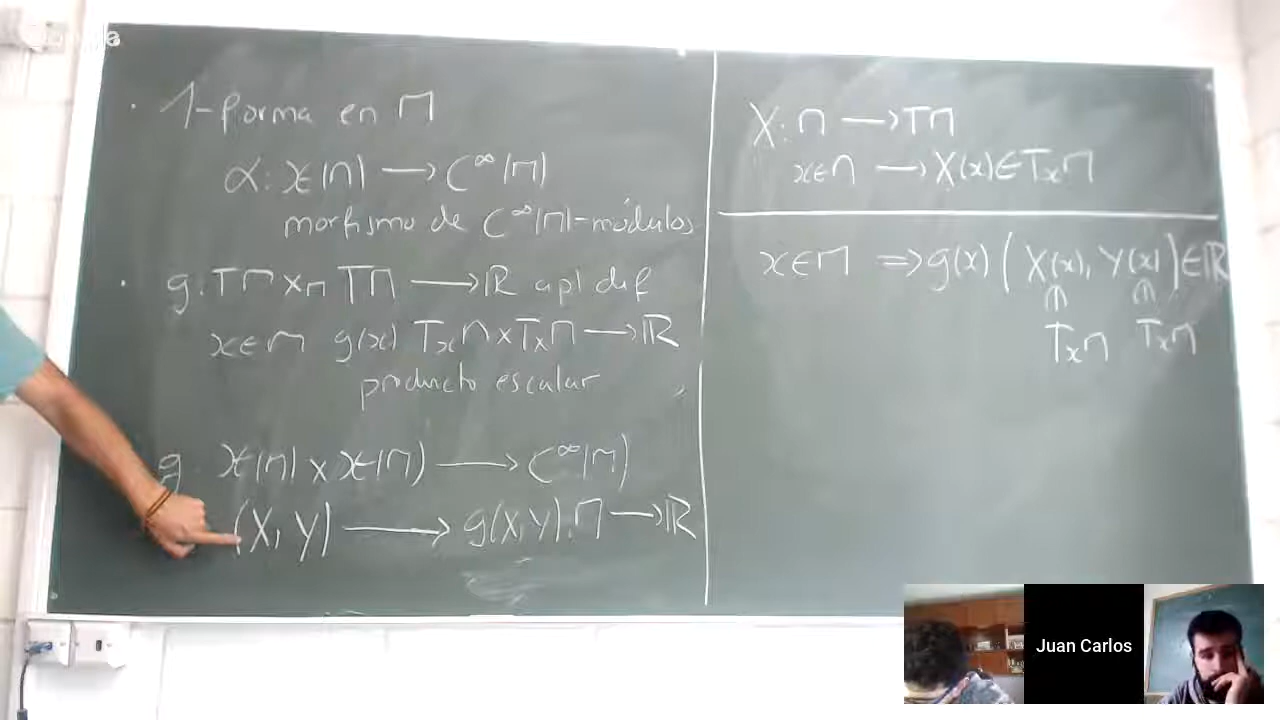 · 1-forma en M
α: 𝔛(M) ⟶ C^∞(M)
morfismo de C^∞(M)-módulos
· g: TM ×_M TM ⟶ ℝ apl dif
x∈M g(x) T_xM × T_xM ⟶ ℝ
producto escalar
g: 𝔛(M) × 𝔛(M) ⟶ C^∞(M)
(X, Y) ⟶ g(X,Y): M ⟶ ℝ
X: M ⟶ TM
x∈M ⟶ X(x)∈T_xM
x∈M ⇒ g(x) (X(x), Y(x)) ∈ ℝ
T_xM T_xM
Juan Carlos